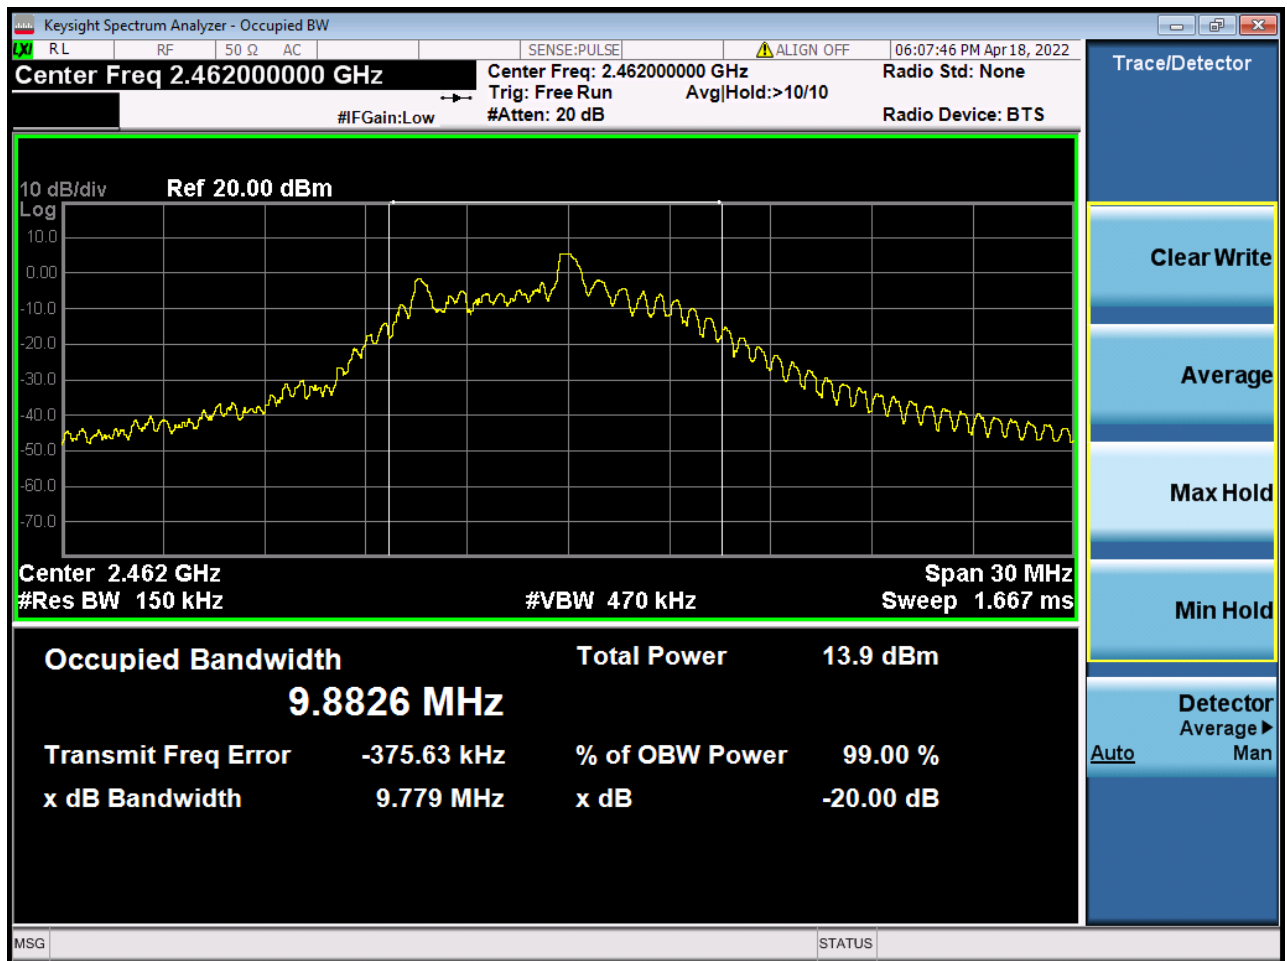 Keysight Spectrum Analyzer - Occupied BW
LXI RL RF 50 Ω AC SENSE:PULSE ALIGN OFF 06:07:46 PM Apr 18, 2022
Center Freq 2.462000000 GHz
Center Freq: 2.462000000 GHz
Radio Std: None
Trig: Free Run Avg|Hold:>10/10
#IFGain:Low
#Atten: 20 dB
Radio Device: BTS
Trace/Detector
10 dB/div Ref 20.00 dBm
Log
10.0
0.00
-10.0
-20.0
-30.0
-40.0
-50.0
-60.0
-70.0
Center 2.462 GHz Span 30 MHz
#Res BW 150 kHz #VBW 470 kHz Sweep 1.667 ms
Occupied Bandwidth Total Power 13.9 dBm
9.8826 MHz
Transmit Freq Error -375.63 kHz % of OBW Power 99.00 %
x dB Bandwidth 9.779 MHz x dB -20.00 dB
Clear Write
Average
Max Hold
Min Hold
Detector
Average
Auto Man
MSG STATUS